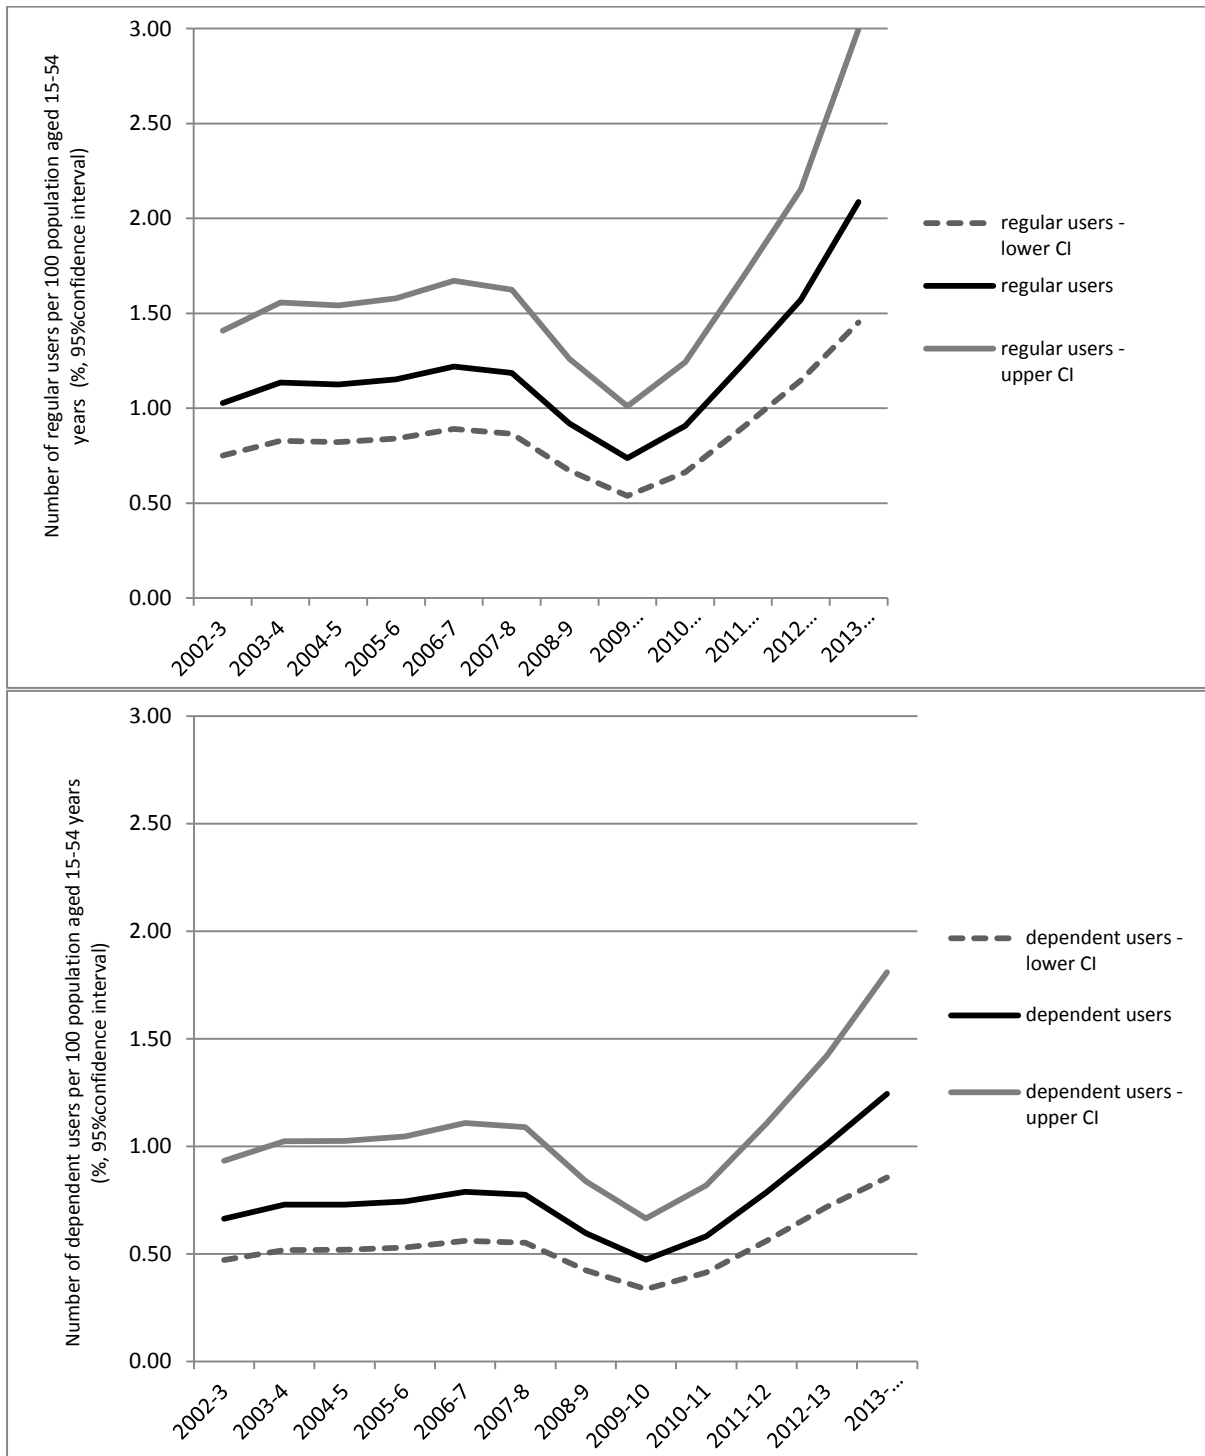 Number of regular users per 100 population aged 15-54
years  (%, 95%confidence interval)
3.00
2.50
2.00
1.50
1.00
0.50
0.00
2002-3
2003-4
2004-5
2005-6
2006-7
2007-8
2008-9
2009...
2010...
2011...
2012...
2013...
regular users -
lower CI
regular users
regular users -
upper CI
Number of dependent users per 100 population aged 15-54 years
(%, 95%confidence interval)
3.00
2.50
2.00
1.50
1.00
0.50
0.00
2002-3
2003-4
2004-5
2005-6
2006-7
2007-8
2008-9
2009-10
2010-11
2011-12
2012-13
2013-...
dependent users -
lower CI
dependent users
dependent users -
upper CI